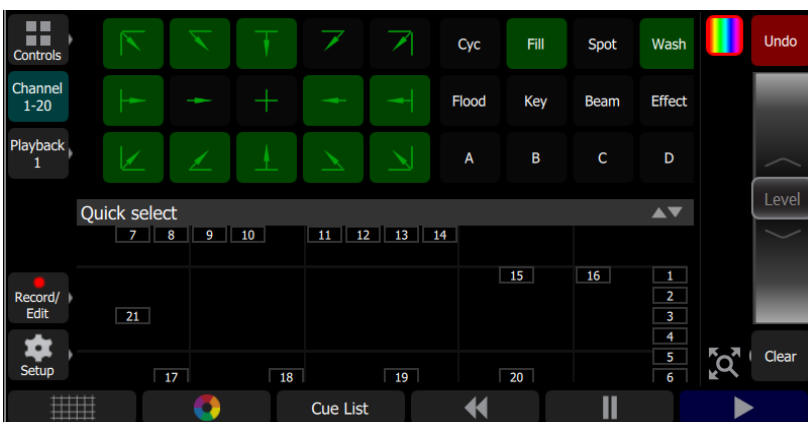 Controls
Cyc Fill Spot Wash
Undo
Channel
1-20
Flood Key Beam Effect
Playback
1
A B C D
Level
Quick select
7 8 9 10 11 12 13 14
15 16 1
2
Record/
Edit
21 3
4
Setup
5
Clear
17 18 19 20 6
Cue List